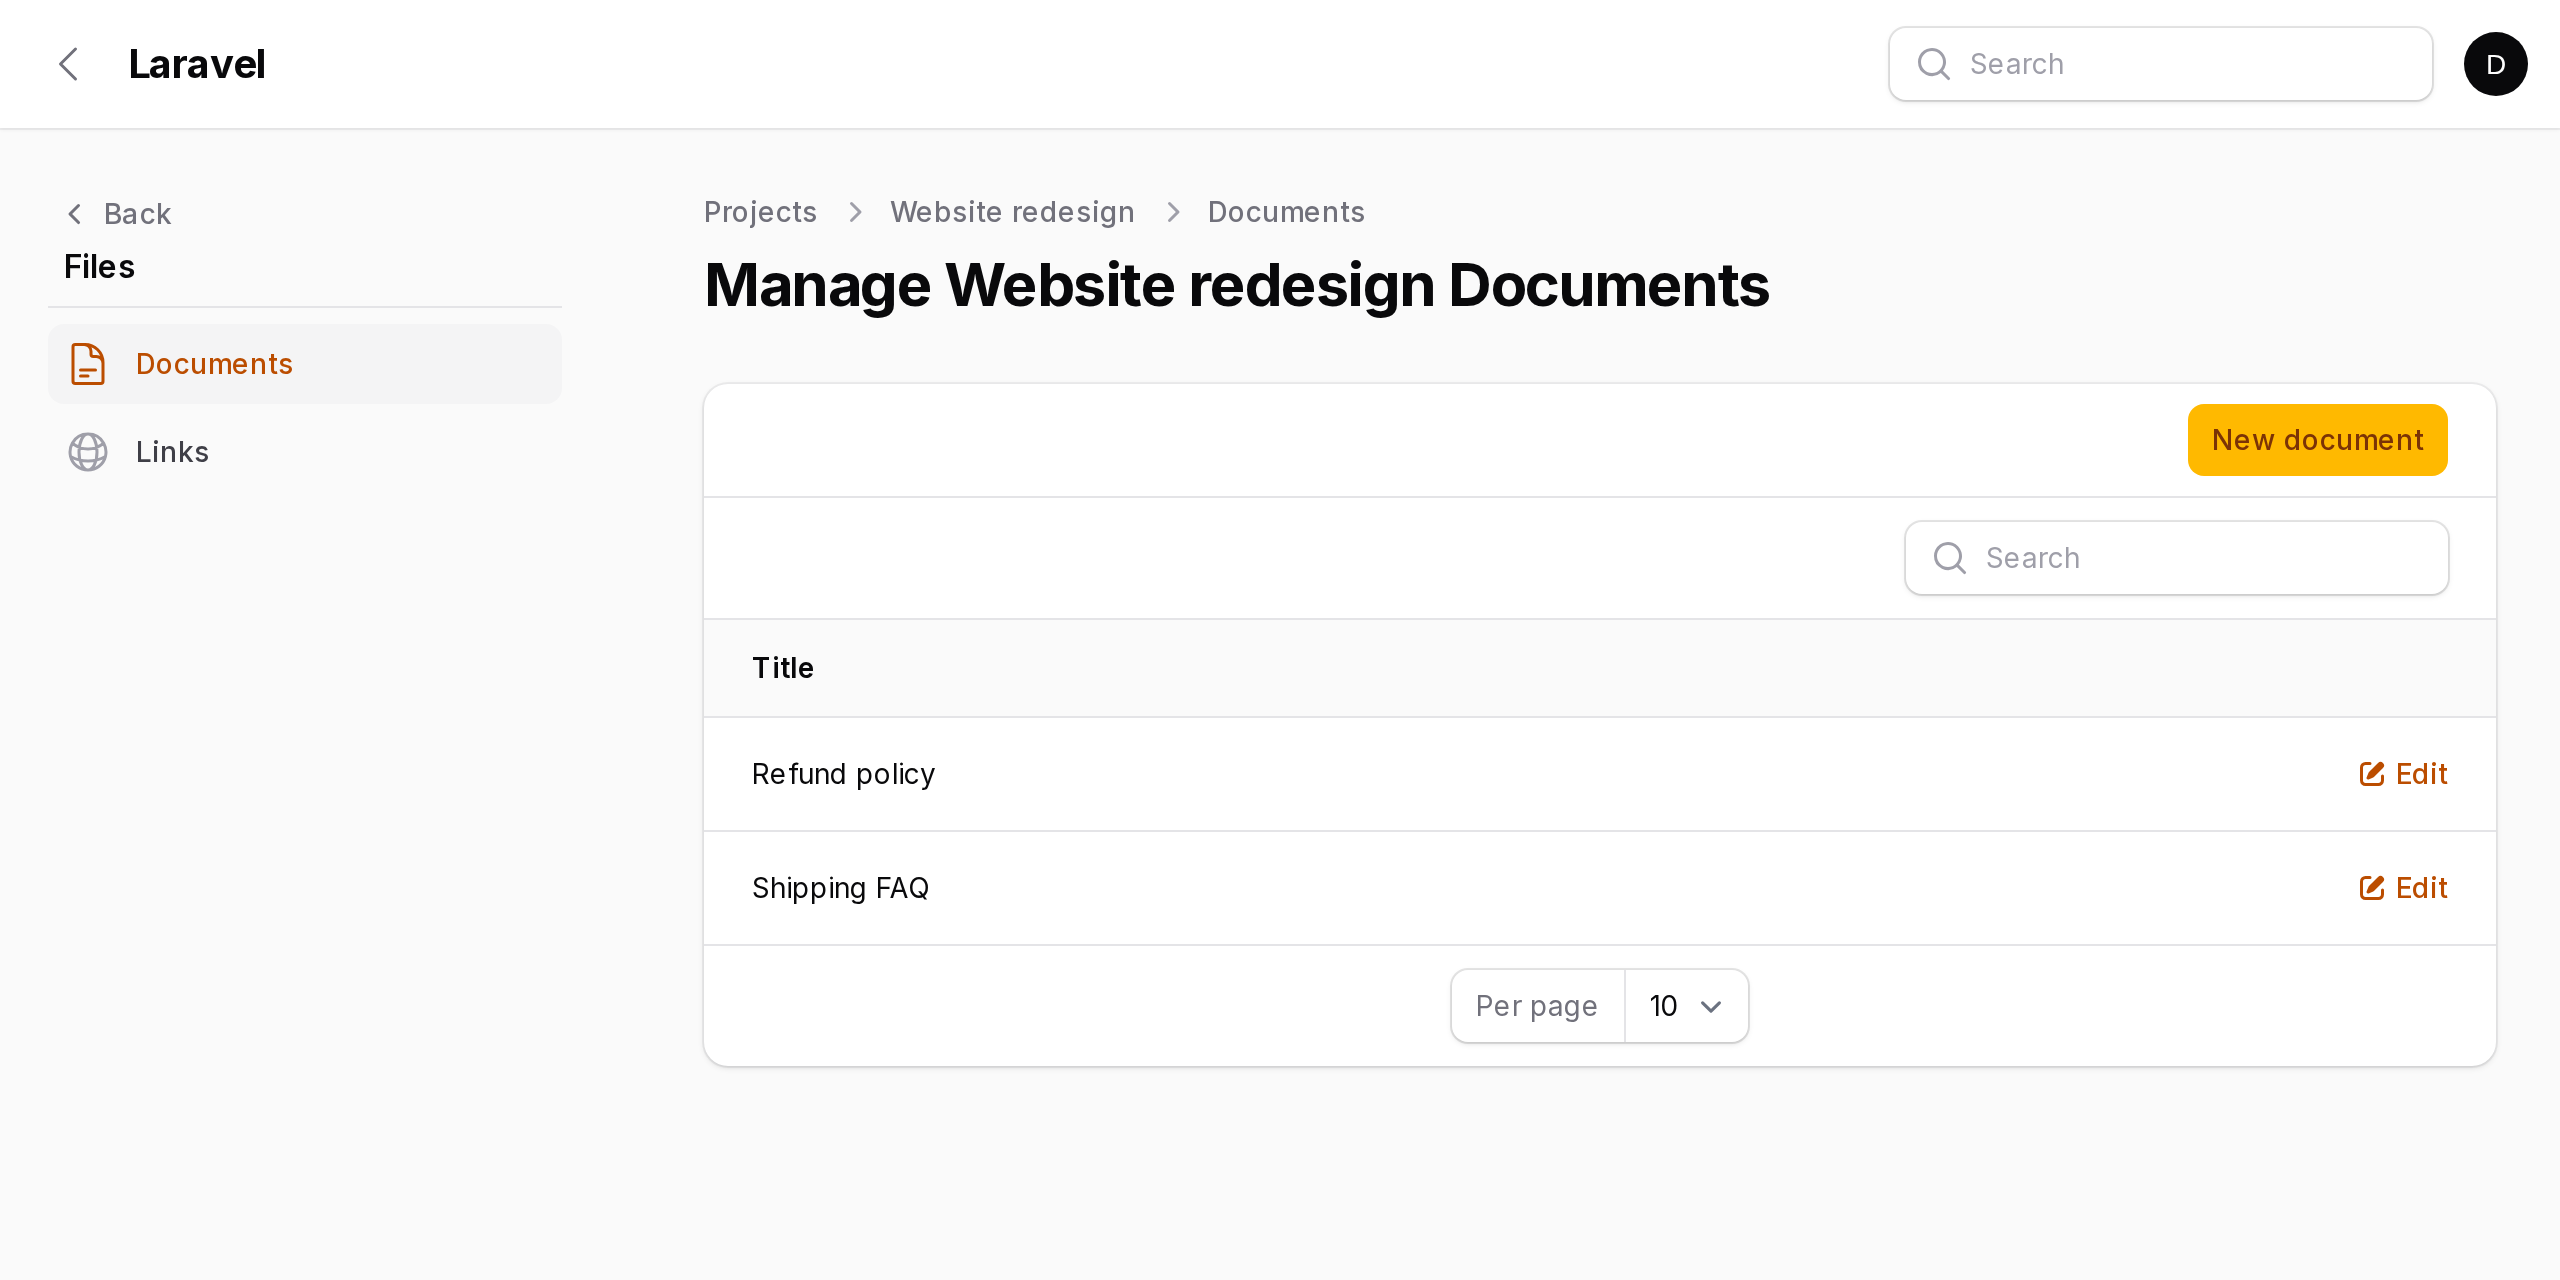 Laravel
Search
D
Back
Files
Documents
Links
Projects > Website redesign > Documents
Manage Website redesign Documents
New document
Search
Title
Refund policy
Edit
Shipping FAQ
Edit
Per page 10